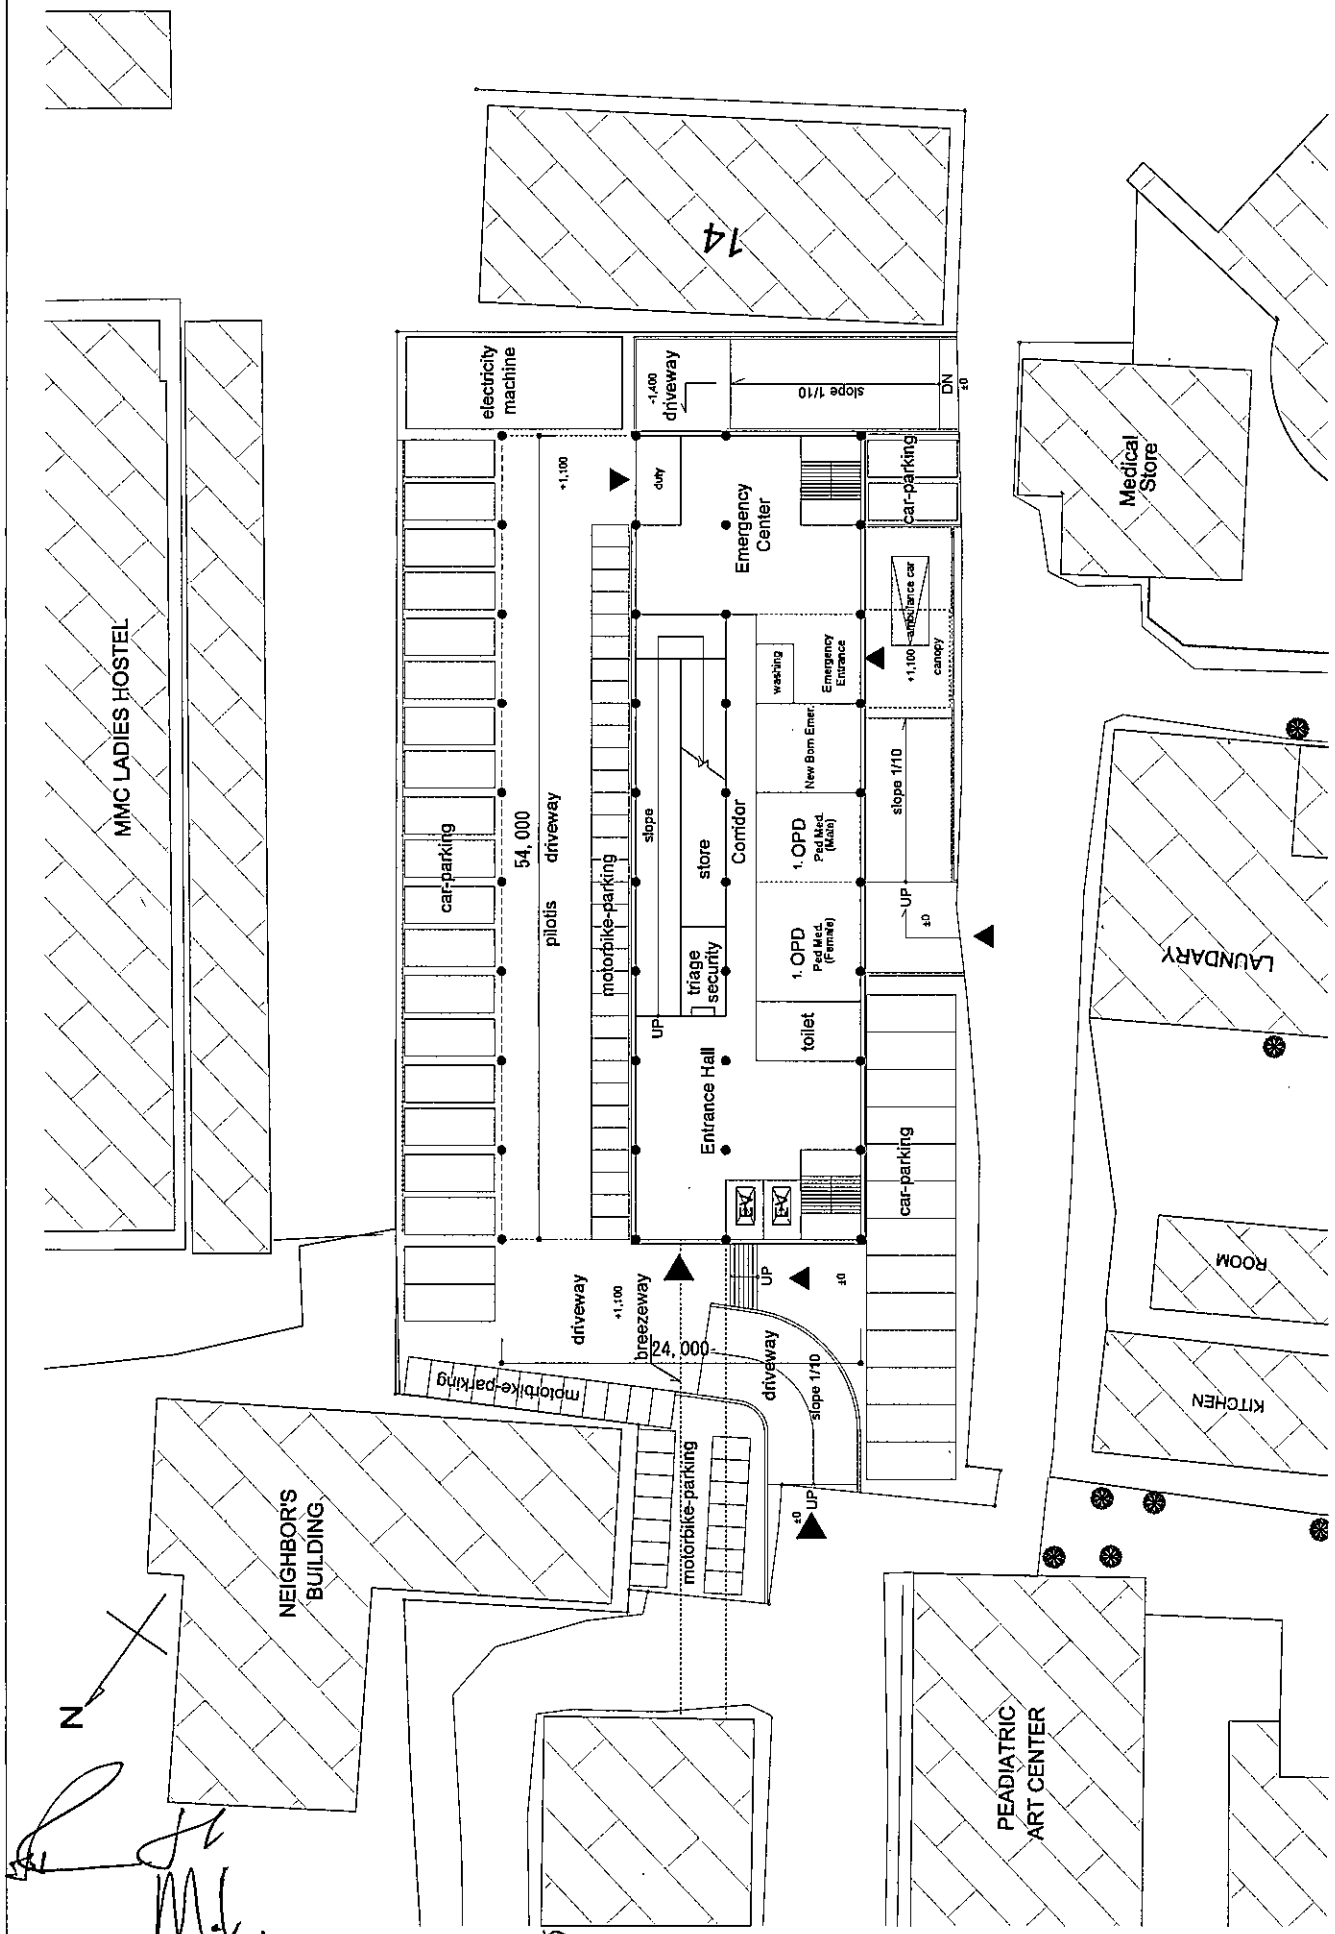 MMC LADIES HOSTEL
14
electricity
machine
-1,400
driveway
slope 1/10
DN
±0
car-parking
54,000
pilotis
driveway
+1,100
motorbike-parking
duty
Emergency
Center
car-parking
slope
store
Corridor
triage
security
UP
washing
Emergency
Entrance
New Born Emer.
1. OPD
Ped Med.
(Male)
1. OPD
Ped Med.
(Female)
toilet
Entrance Hall
EV
EV
ambulance car
+1,100
canopy
slope 1/10
UP
±0
car-parking
Medical
Store
LAUNDARY
ROOM
KITCHEN
driveway
+1,100
breezeway
24,000
UP
±0
driveway
slope 1/10
UP
±0
motorbike-parking
motorbike-parking
NEIGHBOR'S
BUILDING
N
PEADIATRIC
ART CENTER